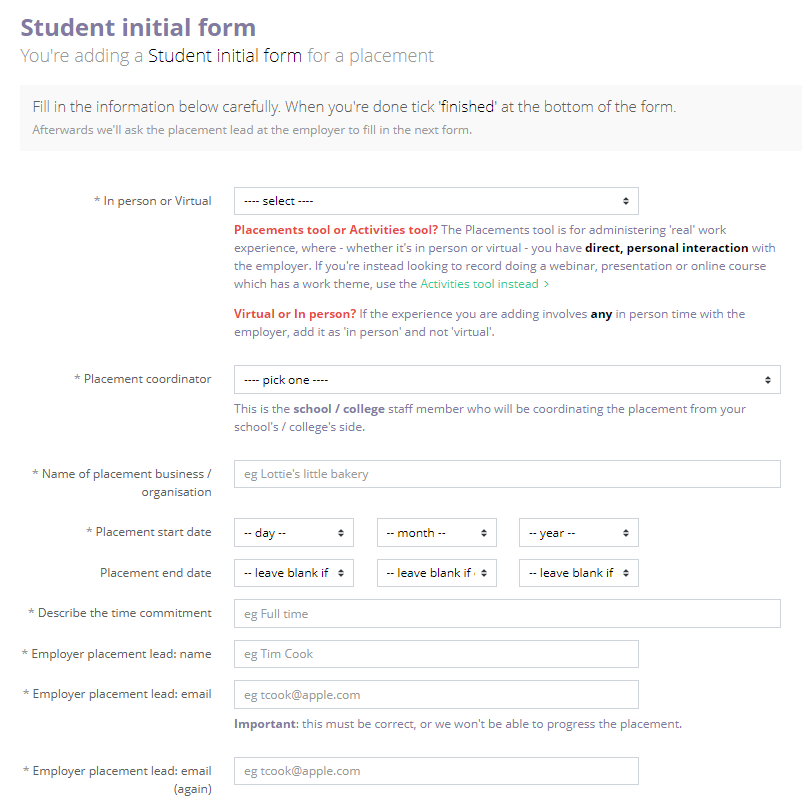 Student initial form
You're adding a Student initial form for a placement
Fill in the information below carefully. When you're done tick 'finished' at the bottom of the form.
Afterwards we'll ask the placement lead at the employer to fill in the next form.
* In person or Virtual
---- select ----
Placements tool or Activities tool? The Placements tool is for administering 'real' work
experience, where - whether it's in person or virtual - you have direct, personal interaction with
the employer. If you're instead looking to record doing a webinar, presentation or online course
which has a work theme, use the Activities tool instead >
Virtual or In person? If the experience you are adding involves any in person time with the
employer, add it as 'in person' and not 'virtual'.
* Placement coordinator
---- pick one ----
This is the school / college staff member who will be coordinating the placement from your
school's / college's side.
* Name of placement business /
organisation
eg Lottie's little bakery
* Placement start date
-- day --
-- month --
-- year --
Placement end date
-- leave blank if
-- leave blank if
-- leave blank if
* Describe the time commitment
eg Full time
* Employer placement lead: name
eg Tim Cook
* Employer placement lead: email
eg tcook@apple.com
Important: this must be correct, or we won't be able to progress the placement.
* Employer placement lead: email
(again)
eg tcook@apple.com